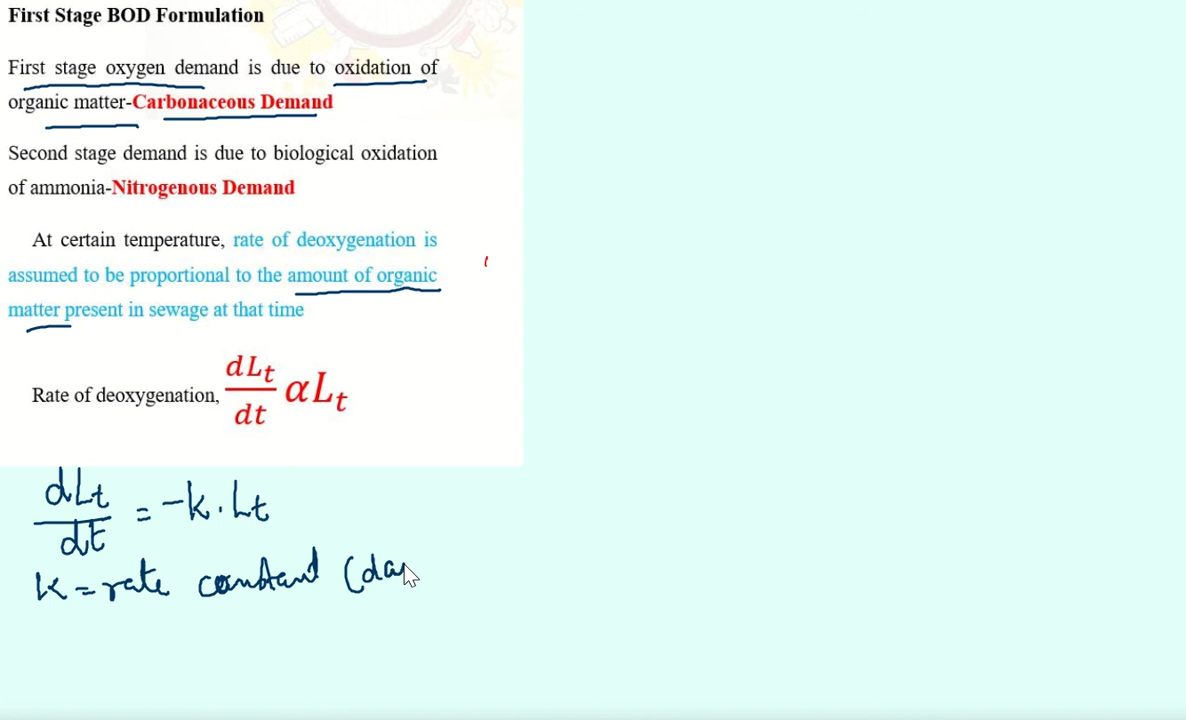 First Stage BOD Formulation
First stage oxygen demand is due to oxidation of
organic matter-Carbonaceous Demand
Second stage demand is due to biological oxidation
of ammonia-Nitrogenous Demand
At certain temperature, rate of deoxygenation is
assumed to be proportional to the amount of organic
matter present in sewage at that time
Rate of deoxygenation, dLt/dt αLt
dLt/dt = -k.Lt
k = rate constant (day